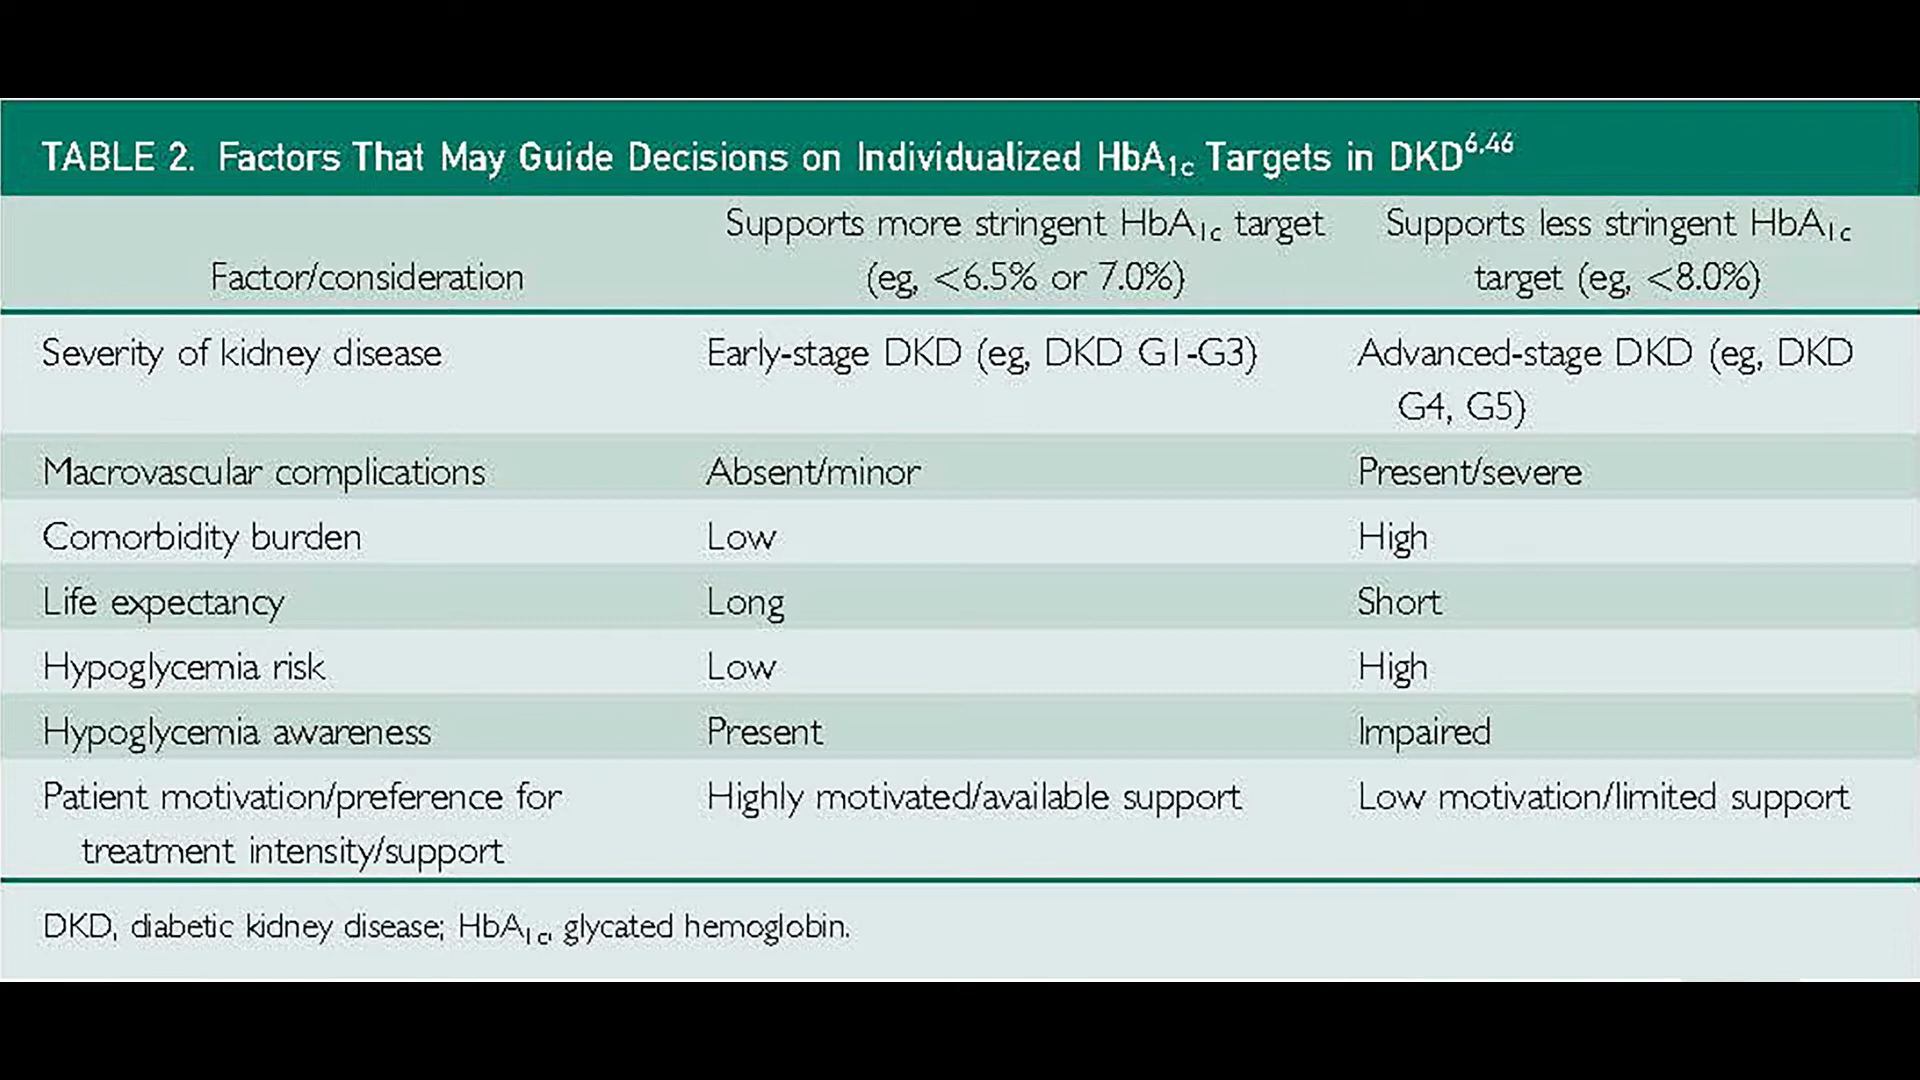 TABLE 2. Factors That May Guide Decisions on Individualized HbA1c Targets in DKD6,46
Factor/consideration
Supports more stringent HbA1c target
(eg, <6.5% or 7.0%)
Supports less stringent HbA1c
target (eg, <8.0%)
Severity of kidney disease
Early-stage DKD (eg, DKD G1-G3)
Advanced-stage DKD (eg, DKD
G4, G5)
Macrovascular complications
Absent/minor
Present/severe
Comorbidity burden
Low
High
Life expectancy
Long
Short
Hypoglycemia risk
Low
High
Hypoglycemia awareness
Present
Impaired
Patient motivation/preference for
treatment intensity/support
Highly motivated/available support
Low motivation/limited support
DKD, diabetic kidney disease; HbA1c, glycated hemoglobin.